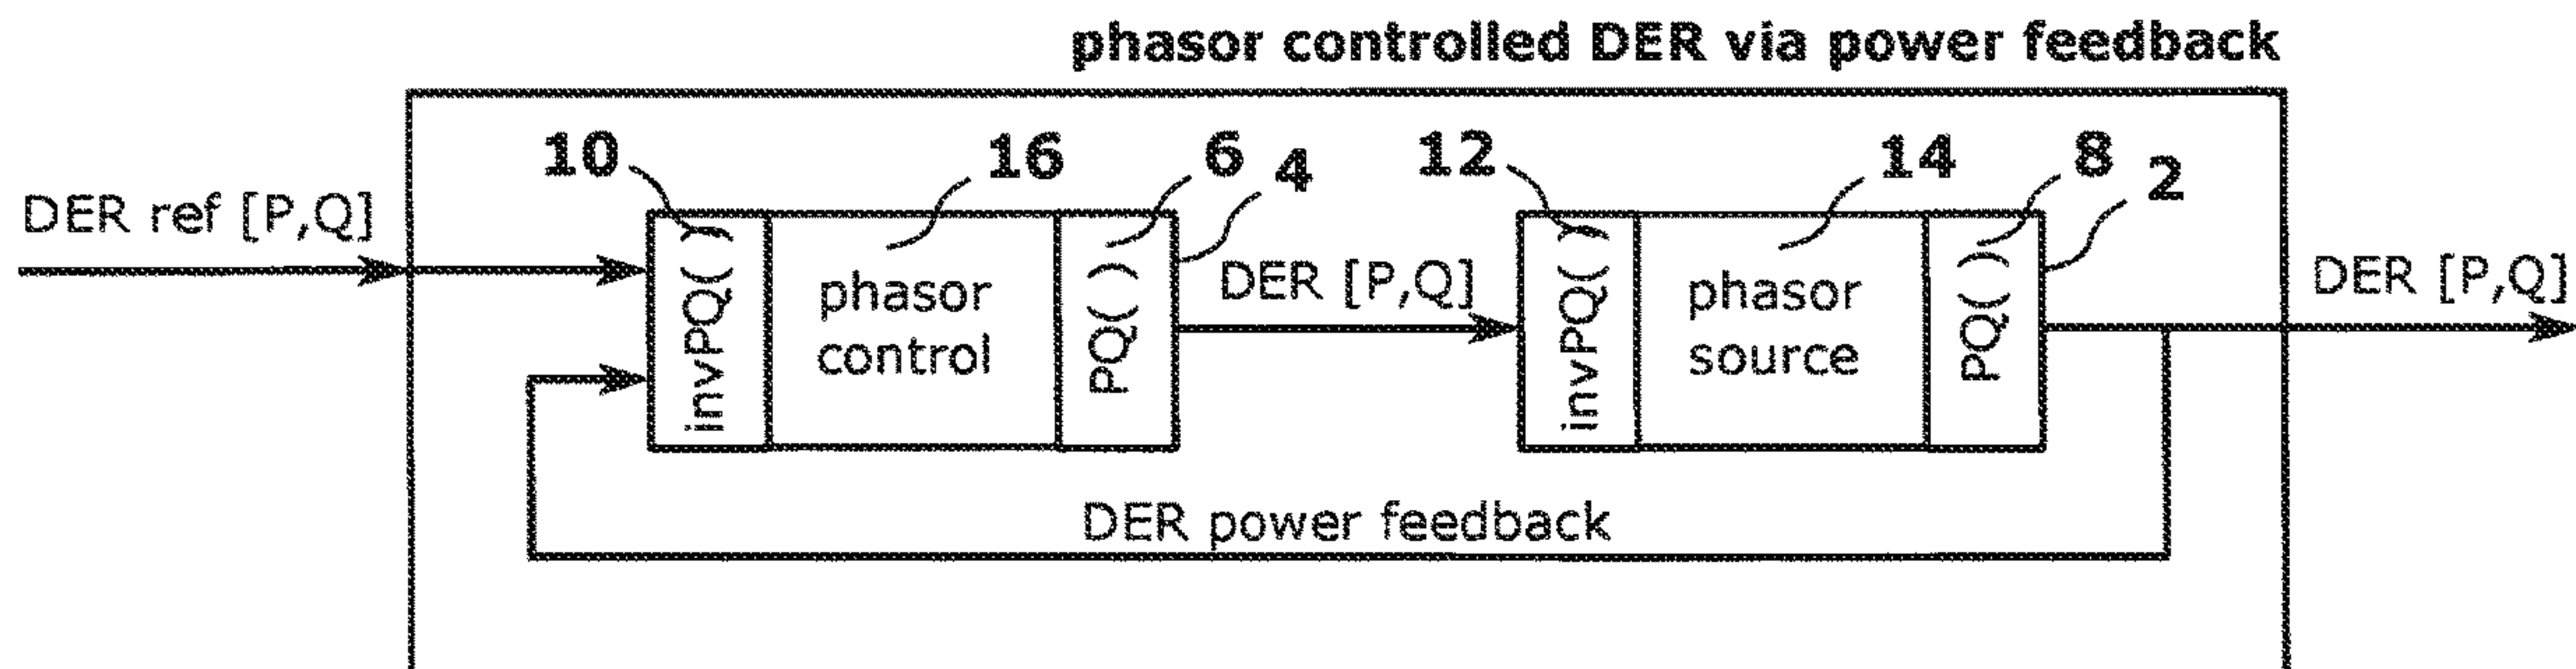 phasor controlled DER via power feedback
10
16
6
4
12
14
8
2
DER ref [P,Q]
invPQ( )
phasor
control
PQ( )
DER [P,Q]
invPQ( )
phasor
source
PQ( )
DER [P,Q]
DER power feedback